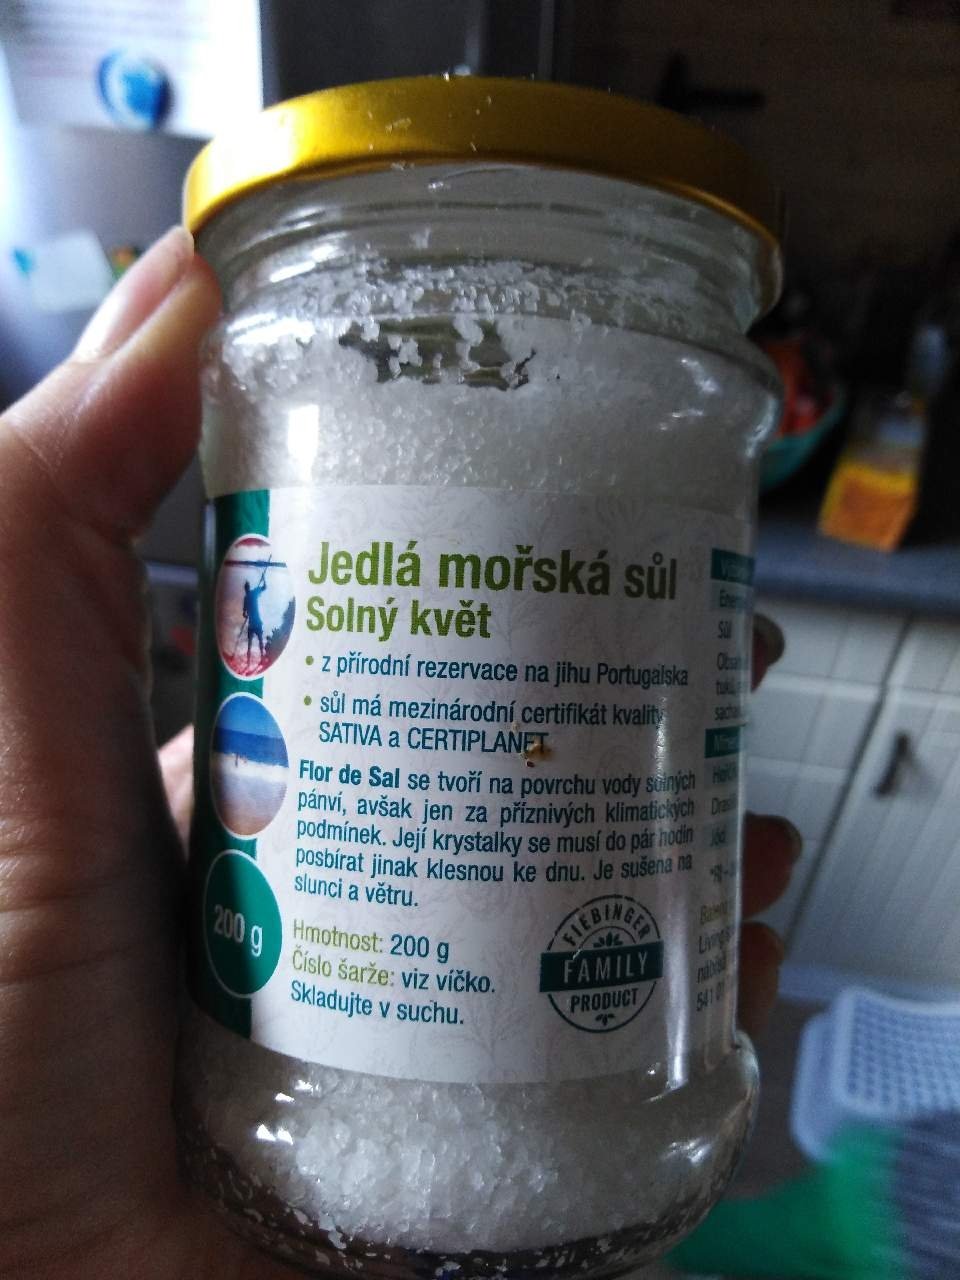 Jedlá mořská sůl
Solný květ
• z přírodní rezervace na jihu Portugalska
• sůl má mezinárodní certifikát kvality
SATIVA a CERTIPLANET
Flor de Sal se tvoří na povrchu vody solných
pánví, avšak jen za příznivých klimatických
podmínek. Její krystalky se musí do pár hodin
posbírat jinak klesnou ke dnu. Je sušena na
slunci a větru.
200 g
Hmotnost: 200 g
Číslo šarže: viz víčko.
Skladujte v suchu.
FIEBINGER
FAMILY
PRODUCT
Sůl